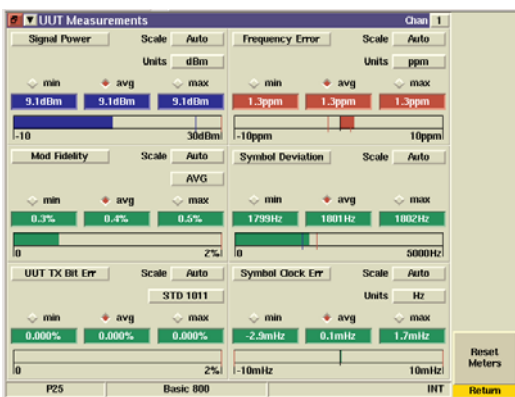 UUT Measurements Chan 1
Signal Power Scale Auto
Units dBm
min avg max
9.1dBm 9.1dBm 9.1dBm
-10 30dBm
Frequency Error Scale Auto
Units ppm
min avg max
1.3ppm 1.3ppm 1.3ppm
-10ppm 10ppm
Mod Fidelity Scale Auto
AVG
min avg max
0.3% 0.4% 0.5%
0 2%
Symbol Deviation Scale Auto
min avg max
1799Hz 1801Hz 1802Hz
0 5000Hz
UUT TX Bit Err Scale Auto
STD 1011
min avg max
0.000% 0.000% 0.000%
0 2%
Symbol Clock Err Scale Auto
Units Hz
min avg max
-2.9mHz 0.1mHz 1.7mHz
-10mHz 10mHz
Reset
Meters
P25 Basic 800 INT Return